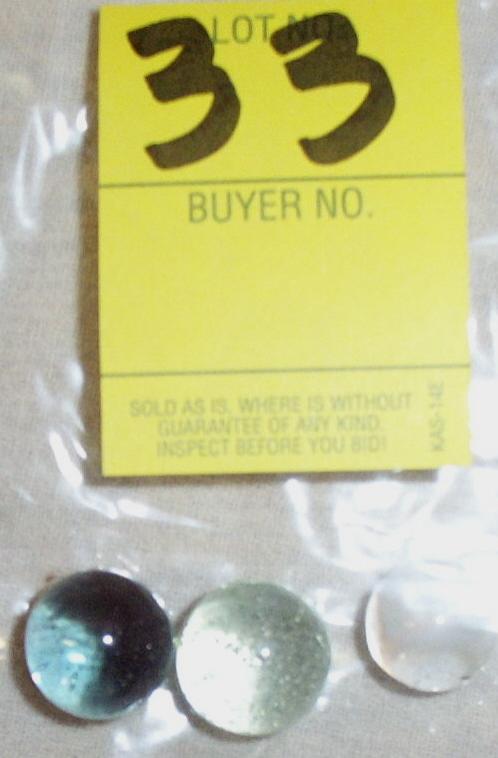 LOT NO.
33
BUYER NO.
SOLD AS IS, WHERE IS WITHOUT
GUARANTEE OF ANY KIND.
INSPECT BEFORE YOU BID!
KAS-14E